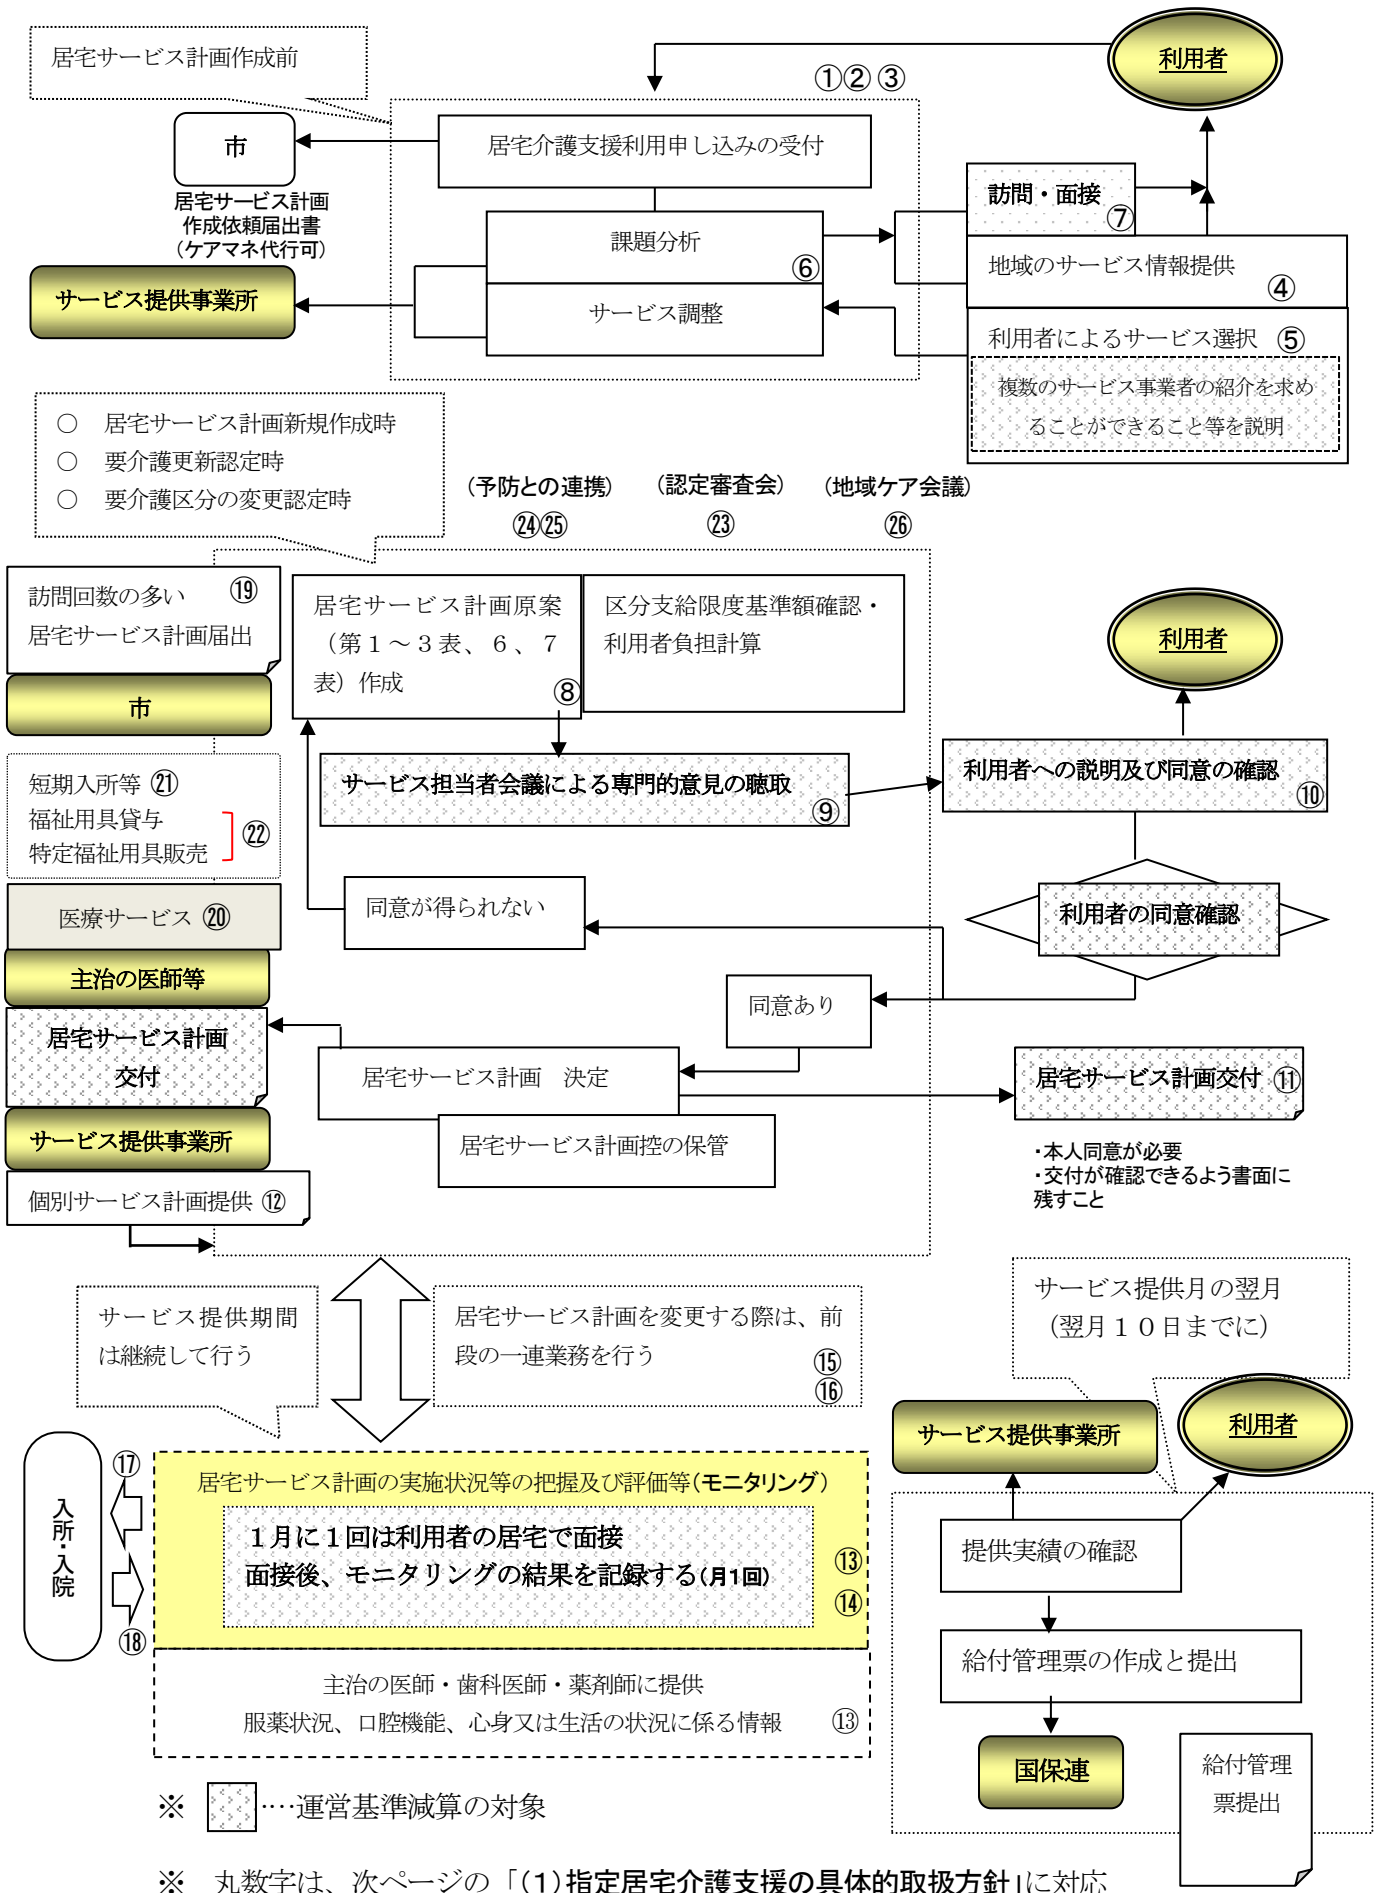 居宅サービス計画作成前
利用者
①② ③
市
居宅介護支援利用申し込みの受付
居宅サービス計画
作成依頼届出書
（ケアマネ代行可）
訪問・面接
⑦
課題分析
⑥
地域のサービス情報提供
④
サービス提供事業所
サービス調整
利用者によるサービス選択 ⑤
複数のサービス事業者の紹介を求め
ることができること等を説明
○ 居宅サービス計画新規作成時
○ 要介護更新認定時
○ 要介護区分の変更認定時
（予防との連携） （認定審査会） （地域ケア会議）
㉔㉕ ㉓ ㉖
訪問回数の多い ⑲
居宅サービス計画届出
市
居宅サービス計画原案
（第１～３表、６、７
表）作成
⑧
区分支給限度基準額確認・
利用者負担計算
利用者
サービス担当者会議による専門的意見の聴取
⑨
利用者への説明及び同意の確認
⑩
短期入所等 ㉑
福祉用具貸与
特定福祉用具販売
㉒
医療サービス ⑳
主治の医師等
同意が得られない
利用者の同意確認
同意あり
居宅サービス計画
交付
居宅サービス計画　決定
居宅サービス計画交付 ⑪
サービス提供事業所
居宅サービス計画控の保管
・本人同意が必要
・交付が確認できるよう書面に
残すこと
個別サービス計画提供 ⑫
サービス提供期間
は継続して行う
居宅サービス計画を変更する際は、前
段の一連業務を行う
⑮
⑯
サービス提供月の翌月
（翌月１０日までに）
サービス提供事業所
利用者
入所・入院
⑰
⑱
居宅サービス計画の実施状況等の把握及び評価等（モニタリング）
１月に１回は利用者の居宅で面接
面接後、モニタリングの結果を記録する（月1回）
⑬
⑭
提供実績の確認
給付管理票の作成と提出
主治の医師・歯科医師・薬剤師に提供
服薬状況、口腔機能、心身又は生活の状況に係る情報 ⑬
国保連
給付管理
票提出
※ ‥‥運営基準減算の対象
※ 丸数字は、次ページの「（１）指定居宅介護支援の具体的取扱方針」に対応